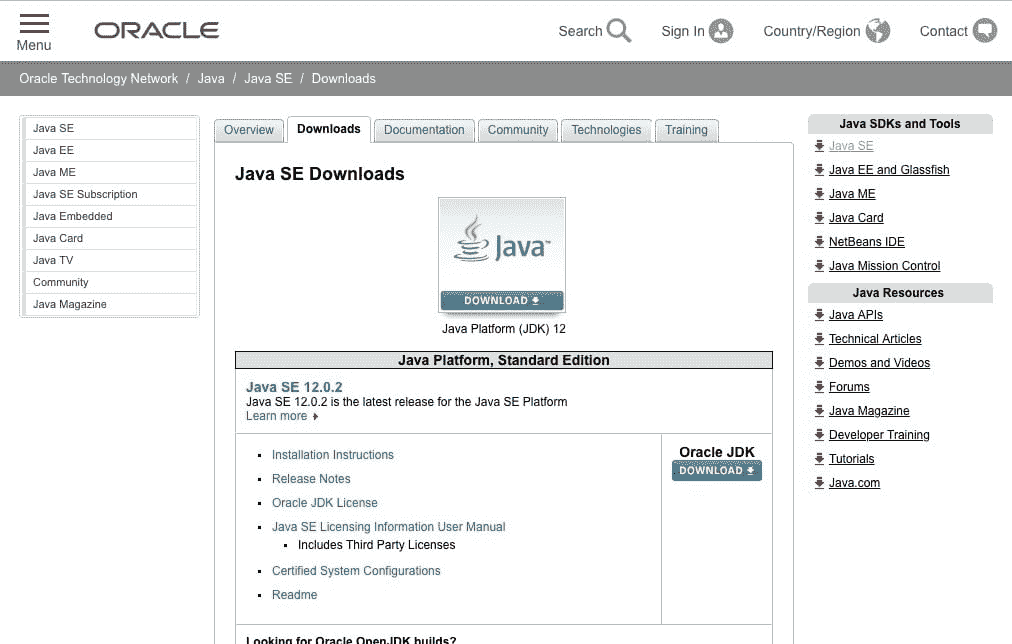 Menu
ORACLE
Search
Sign In
Country/Region
Contact
Oracle Technology Network / Java / Java SE / Downloads
Java SE
Java EE
Java ME
Java SE Subscription
Java Embedded
Java Card
Java TV
Community
Java Magazine
Overview
Downloads
Documentation
Community
Technologies
Training
Java SE Downloads
Java™
DOWNLOAD
Java Platform (JDK) 12
Java Platform, Standard Edition
Java SE 12.0.2
Java SE 12.0.2 is the latest release for the Java SE Platform
Learn more
Installation Instructions
Release Notes
Oracle JDK License
Java SE Licensing Information User Manual
Includes Third Party Licenses
Certified System Configurations
Readme
Oracle JDK
DOWNLOAD
Looking for Oracle OpenJDK builds?
Java SDKs and Tools
Java SE
Java EE and Glassfish
Java ME
Java Card
NetBeans IDE
Java Mission Control
Java Resources
Java APIs
Technical Articles
Demos and Videos
Forums
Java Magazine
Developer Training
Tutorials
Java.com